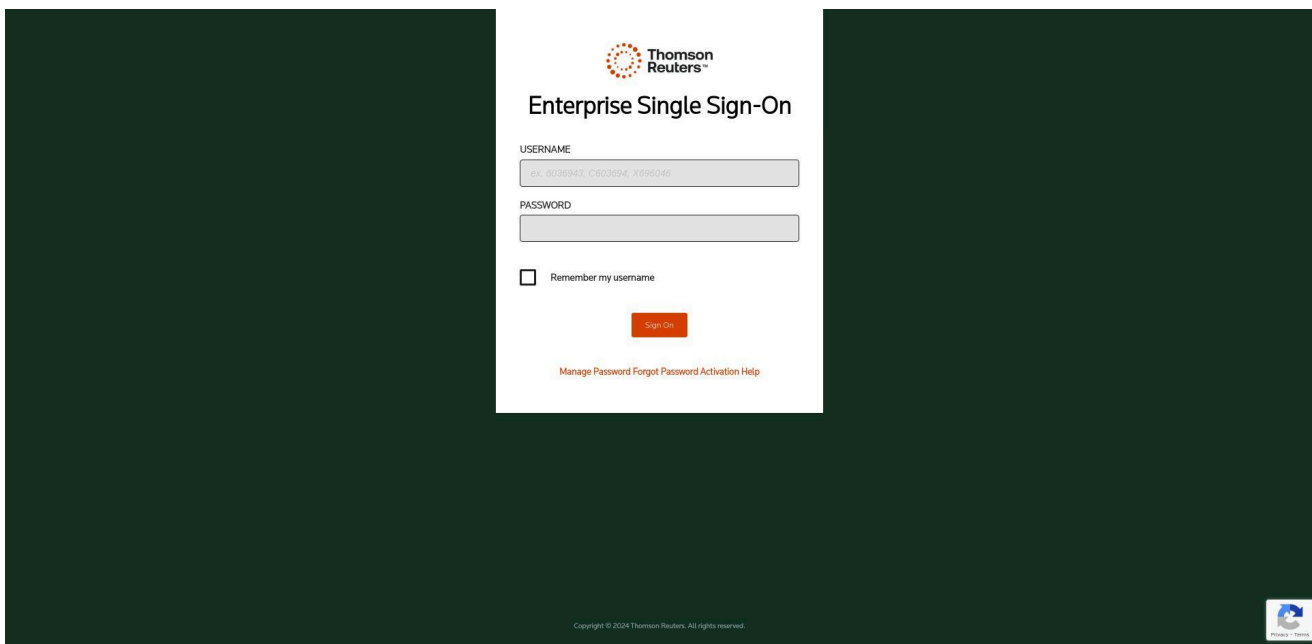 Thomson
Reuters™
Enterprise Single Sign-On
USERNAME
ex. 6036943, C603694, X696046
PASSWORD
Remember my username
Sign On
Manage Password Forgot Password Activation Help
Copyright © 2024 Thomson Reuters. All rights reserved.
Privacy - Terms